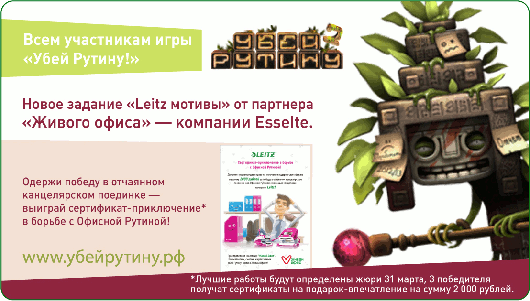 Всем участникам игры
«Убей Рутину!»
УБЕЙ 2
РУТИНУ
Новое задание «Leitz мотивы» от партнера
«Живого офиса» — компании Esselte.
Одержи победу в отчаянном
канцелярском поединке —
выиграй сертификат-приключение*
в борьбе с Офисной Рутиной!
www.убейрутину.рф
LEITZ
*Лучшие работы будут определены жюри 31 марта, 3 победителя
получат сертификаты на подарок-впечатление на сумму 2 000 рублей.